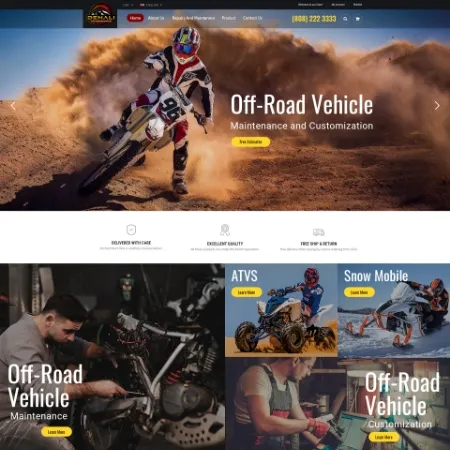 DENALI
Home About Us Repairs And Maintenance Product Contact Us
(808) 222 3333
Off-Road Vehicle
Maintenance and Customization
Free Estimates
DELIVERED WITH CARE
EXCELLENT QUALITY
FREE SHIP & RETURN
ATVS
Learn More
Snow Mobile
Learn More
Off-Road
Vehicle
Maintenance
Learn More
Off-Road
Vehicle
Customization
Learn More